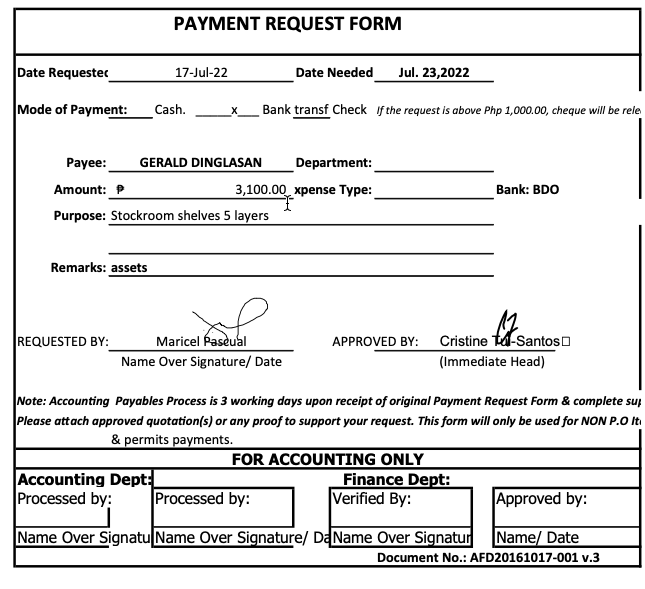 PAYMENT REQUEST FORM
Date Requested 17-Jul-22 Date Needed Jul. 23,2022
Mode of Payment: Cash. _____x___ Bank transf Check If the request is above Php 1,000.00, cheque will be rele
Payee: GERALD DINGLASAN Department:
Amount: ₱ 3,100.00 xpense Type: Bank: BDO
Purpose: Stockroom shelves 5 layers
Remarks: assets
REQUESTED BY: Maricel Pascual APPROVED BY: Cristine Tui-Santos
Name Over Signature/ Date (Immediate Head)
Note: Accounting Payables Process is 3 working days upon receipt of original Payment Request Form & complete sup
Please attach approved quotation(s) or any proof to support your request. This form will only be used for NON P.O Ite
& permits payments.
FOR ACCOUNTING ONLY
Accounting Dept: Finance Dept:
Processed by: Processed by: Verified By: Approved by:
Name Over Signatu Name Over Signature/ Da Name Over Signatur Name/ Date
Document No.: AFD20161017-001 v.3